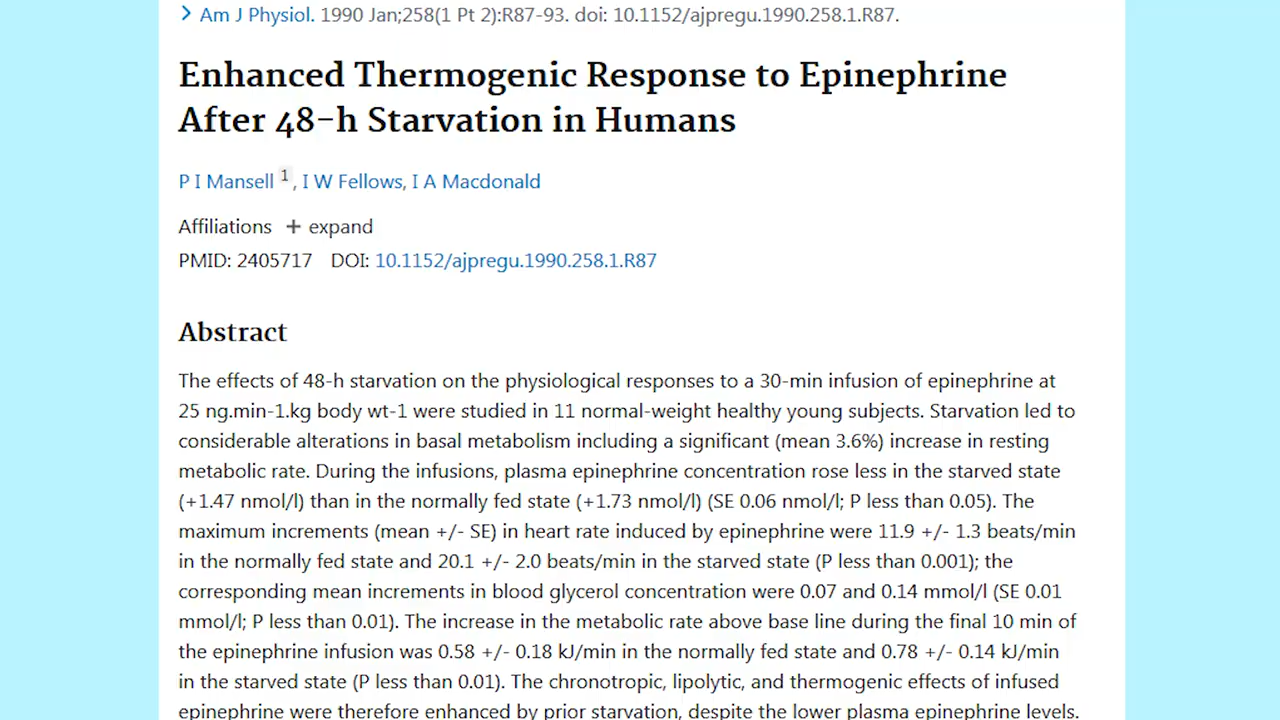 > Am J Physiol. 1990 Jan;258(1 Pt 2):R87-93. doi: 10.1152/ajpregu.1990.258.1.R87.
Enhanced Thermogenic Response to Epinephrine
After 48-h Starvation in Humans
P I Mansell 1, I W Fellows, I A Macdonald
Affiliations + expand
PMID: 2405717 DOI: 10.1152/ajpregu.1990.258.1.R87
Abstract
The effects of 48-h starvation on the physiological responses to a 30-min infusion of epinephrine at
25 ng.min-1.kg body wt-1 were studied in 11 normal-weight healthy young subjects. Starvation led to
considerable alterations in basal metabolism including a significant (mean 3.6%) increase in resting
metabolic rate. During the infusions, plasma epinephrine concentration rose less in the starved state
(+1.47 nmol/l) than in the normally fed state (+1.73 nmol/l) (SE 0.06 nmol/l; P less than 0.05). The
maximum increments (mean +/- SE) in heart rate induced by epinephrine were 11.9 +/- 1.3 beats/min
in the normally fed state and 20.1 +/- 2.0 beats/min in the starved state (P less than 0.001); the
corresponding mean increments in blood glycerol concentration were 0.07 and 0.14 mmol/l (SE 0.01
mmol/l; P less than 0.01). The increase in the metabolic rate above base line during the final 10 min of
the epinephrine infusion was 0.58 +/- 0.18 kJ/min in the normally fed state and 0.78 +/- 0.14 kJ/min
in the starved state (P less than 0.01). The chronotropic, lipolytic, and thermogenic effects of infused
epinephrine were therefore enhanced by prior starvation, despite the lower plasma epinephrine levels.